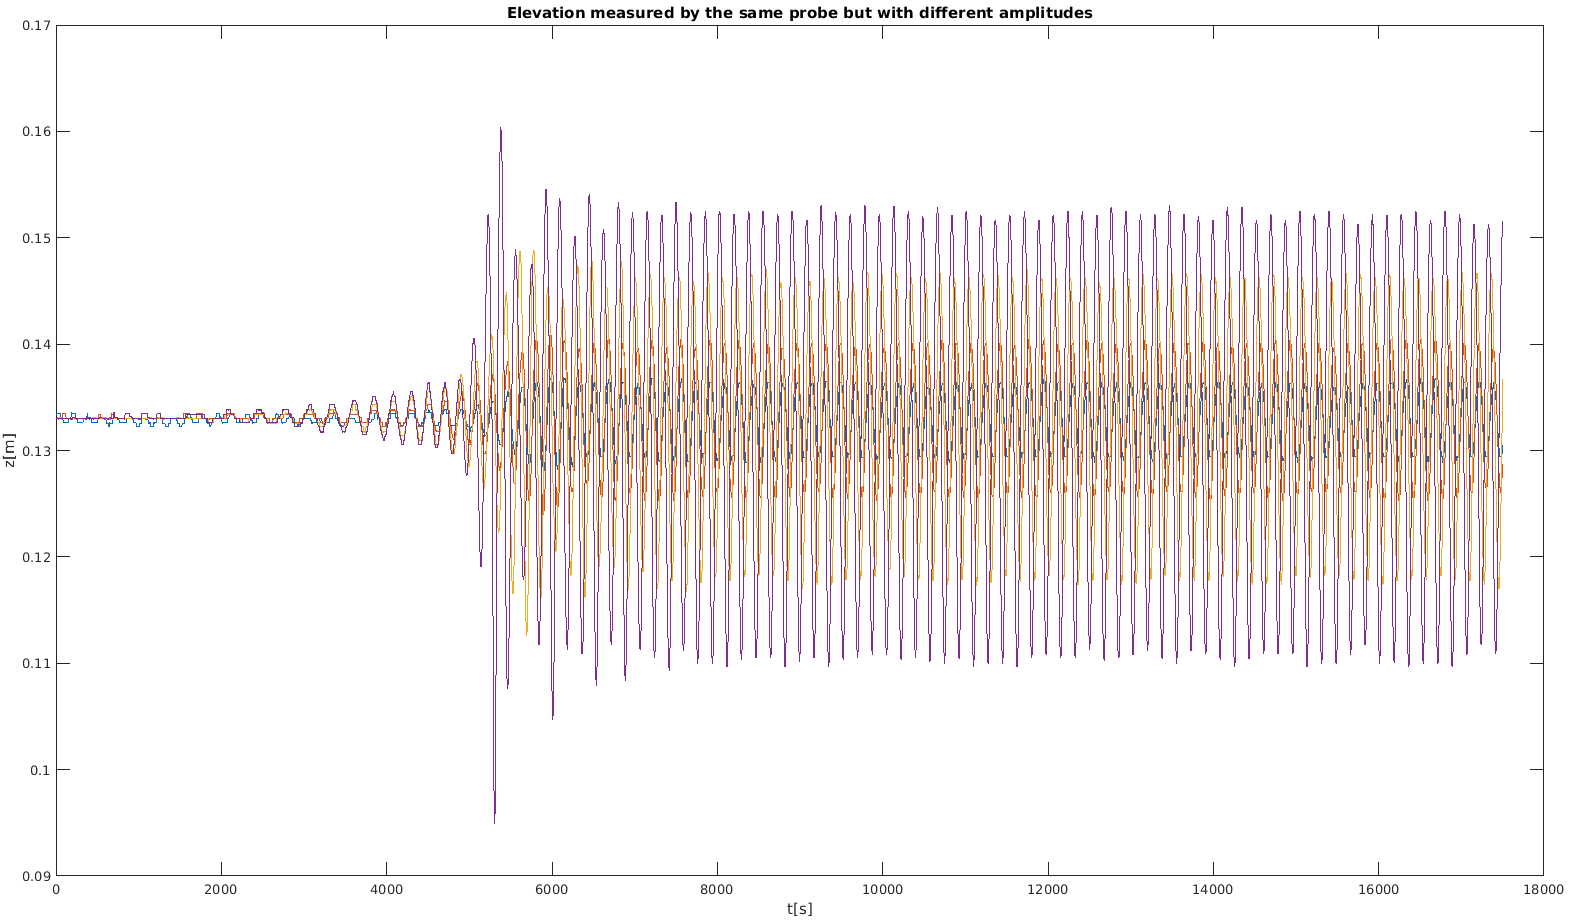 Elevation measured by the same probe but with different amplitudes
0.17
0.16
0.15
0.14
0.13
0.12
0.11
0.1
0.09
z[m]
0 2000 4000 6000 8000 10000 12000 14000 16000 18000
t[s]